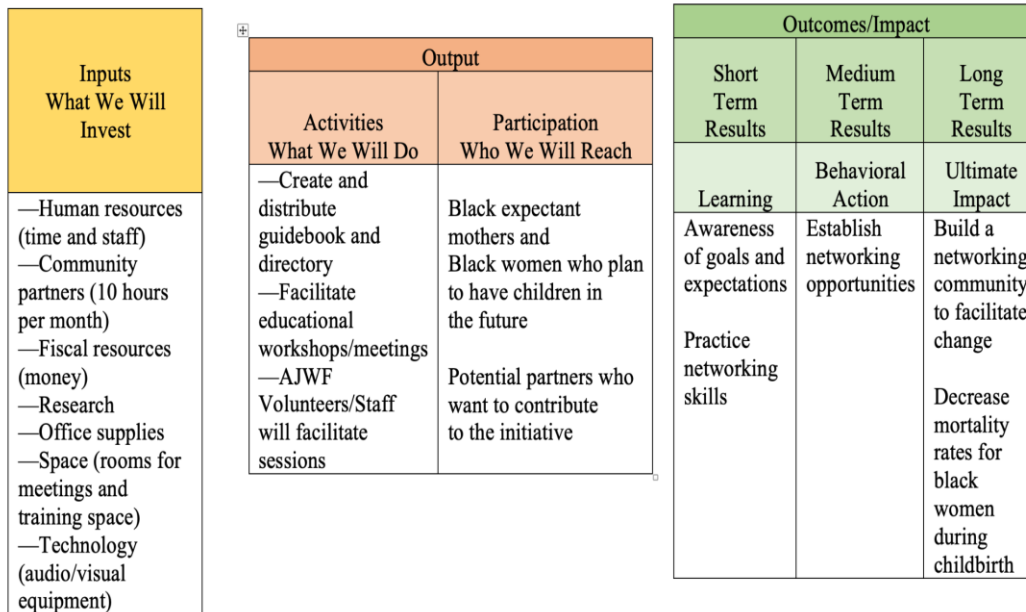 Inputs
What We Will
Invest
—Human resources
(time and staff)
—Community
partners (10 hours
per month)
—Fiscal resources
(money)
—Research
—Office supplies
—Space (rooms for
meetings and
training space)
—Technology
(audio/visual
equipment)
Output
Activities
What We Will Do
—Create and
distribute
guidebook and
directory
—Facilitate
educational
workshops/meetings
—AJWF
Volunteers/Staff
will facilitate
sessions
Participation
Who We Will Reach
Black expectant
mothers and
Black women who plan
to have children in
the future
Potential partners who
want to contribute
to the initiative
Outcomes/Impact
Short
Term
Results
Learning
Awareness
of goals and
expectations
Practice
networking
skills
Medium
Term
Results
Behavioral
Action
Establish
networking
opportunities
Long
Term
Results
Ultimate
Impact
Build a
networking
community
to facilitate
change
Decrease
mortality
rates for
black
women
during
childbirth